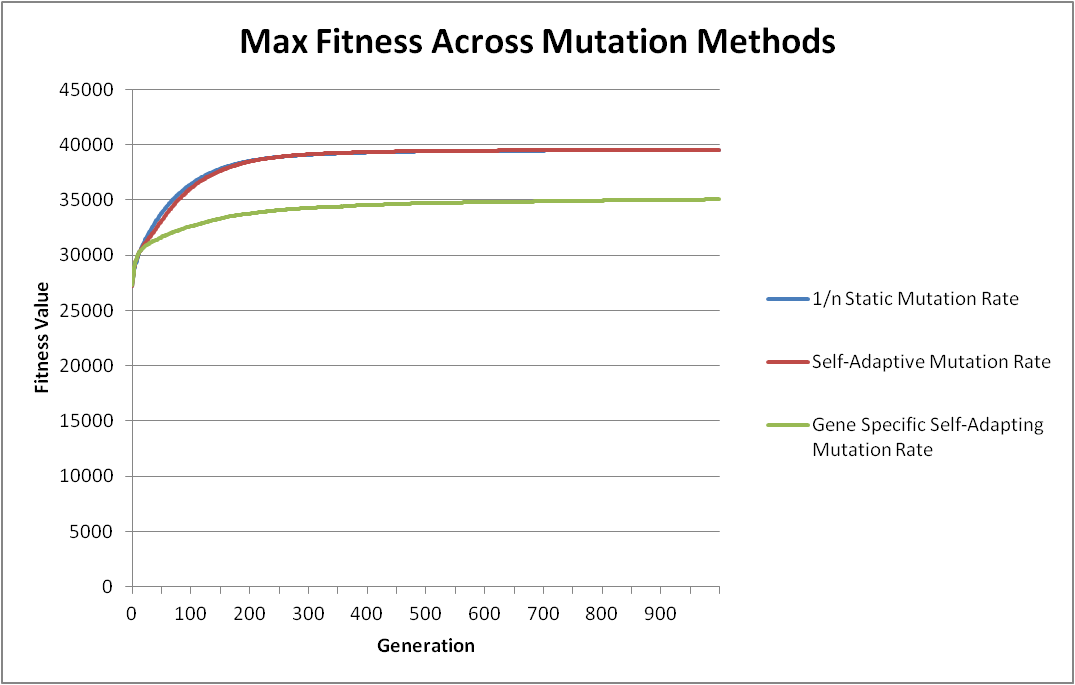 Max Fitness Across Mutation Methods
45000
40000
35000
30000
25000
20000
15000
10000
5000
0
Fitness Value
0 100 200 300 400 500 600 700 800 900
Generation
1/n Static Mutation Rate
Self-Adaptive Mutation Rate
Gene Specific Self-Adapting
Mutation Rate